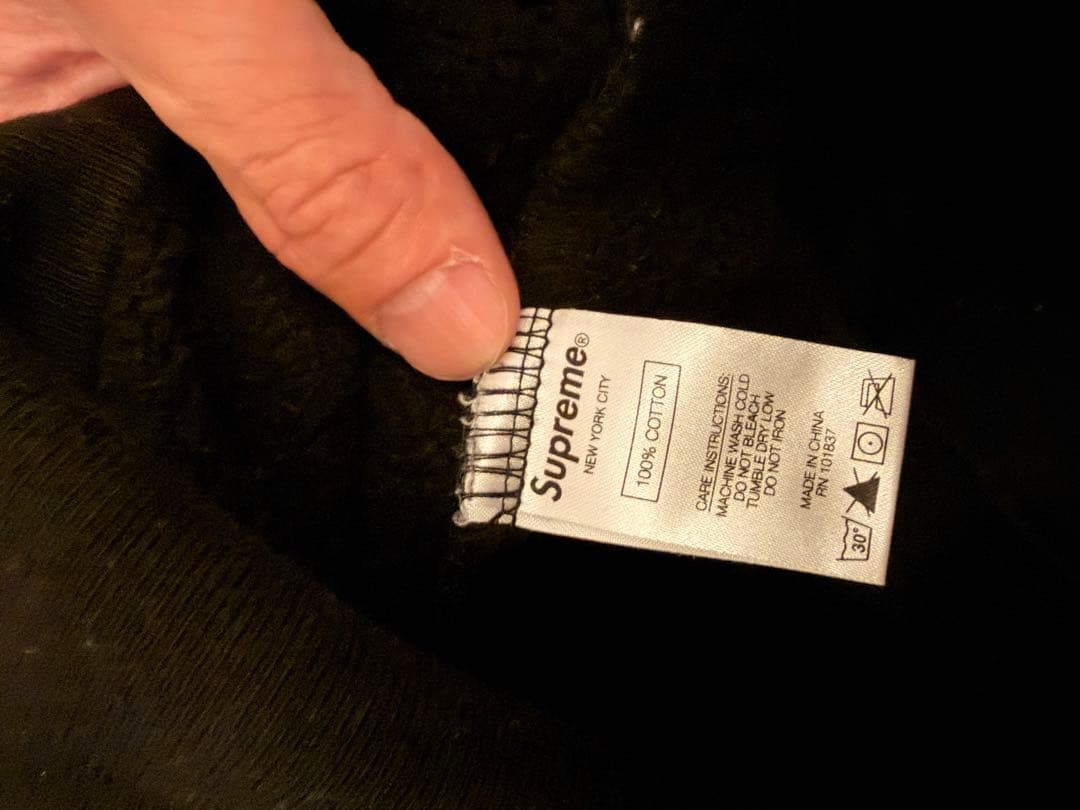 Supreme®
NEW YORK CITY
100% COTTON
CARE INSTRUCTIONS:
MACHINE WASH COLD
DO NOT BLEACH
TUMBLE DRY LOW
DO NOT IRON
MADE IN CHINA
RN 101837
30°